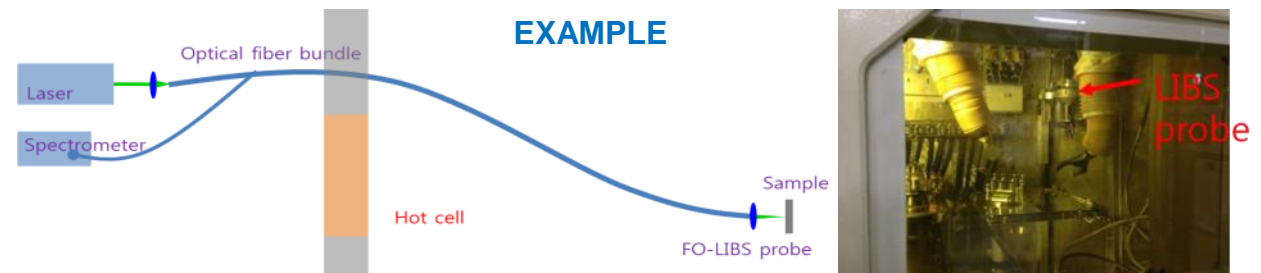 EXAMPLE
Optical fiber bundle
Laser
Spectrometer
Hot cell
Sample
FO-LIBS probe
LIBS
probe